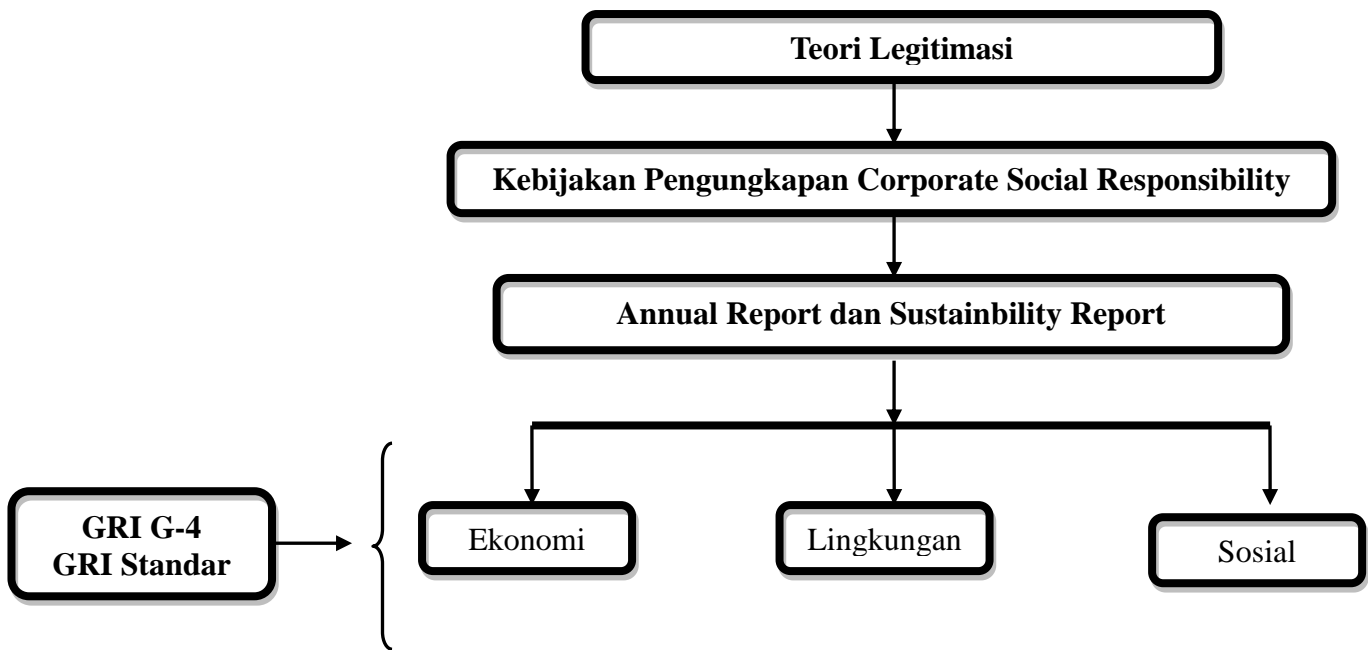 Teori Legitimasi
Kebijakan Pengungkapan Corporate Social Responsibility
Annual Report dan Sustainbility Report
GRI G-4
GRI Standar
Ekonomi
Lingkungan
Sosial